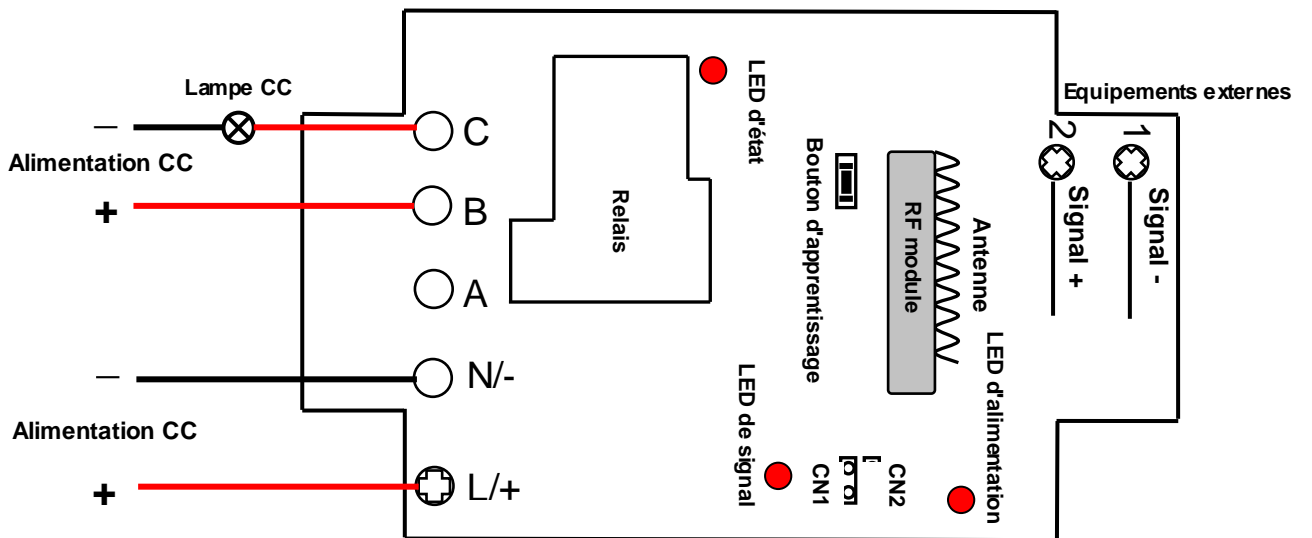 Lampe CC
_
C
Alimentation CC
+
B
A
_
N/-
Alimentation CC
+
L/+
Relais
LED d'état
Bouton d'apprentissage
RF module
Antenne
LED de signal
CN1
CN2
LED d'alimentation
Equipements externes
2
1
Signal +
Signal -